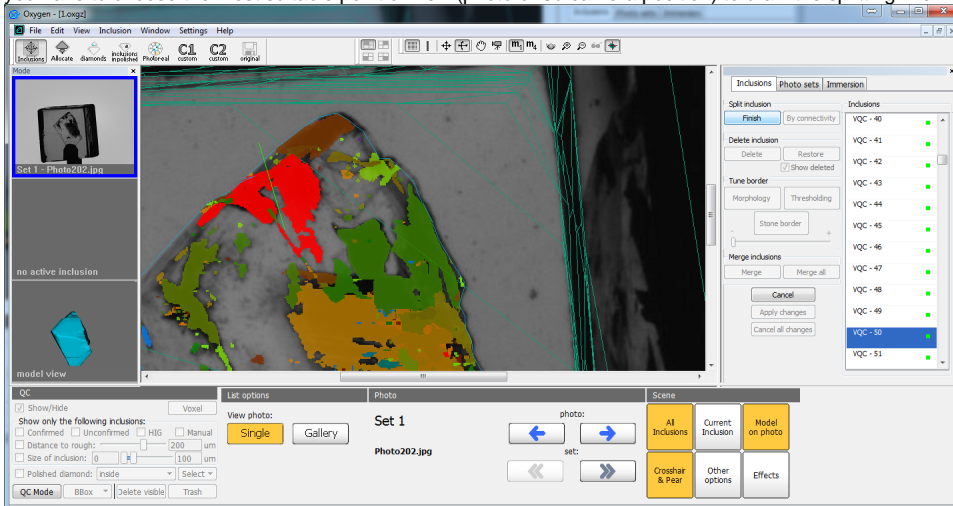 Oxygen - [1.oxgz]
File Edit View Inclusion Window Settings Help
Inclusions Allocate diamonds inclusions inpolished Photoreal C1 custom C2 custom original
Mode
Set 1 - Photo202.jpg
no active inclusion
model view
Inclusions Photo sets Immersion
Split inclusion
Finish By connectivity
Delete inclusion
Delete Restore
Show deleted
Tune border
Morphology Thresholding
Stone border
- +
Merge inclusions
Merge Merge all
Cancel
Apply changes
Cancel all changes
Inclusions
VQC - 40
VQC - 41
VQC - 42
VQC - 43
VQC - 44
VQC - 45
VQC - 46
VQC - 47
VQC - 48
VQC - 49
VQC - 50
VQC - 51
QC
Show/Hide Voxel
Show only the following inclusions:
Confirmed Unconfirmed HIG Manual
Distance to rough: 200 um
Size of inclusion: 0 100 um
Polished diamond: inside Select
QC Mode BBox Delete visible Trash
List options
View photo:
Single Gallery
Photo
Set 1
Photo202.jpg
photo:
set:
Scene
All Inclusions
Current Inclusion
Model on photo
Crosshair & Pear
Other options
Effects